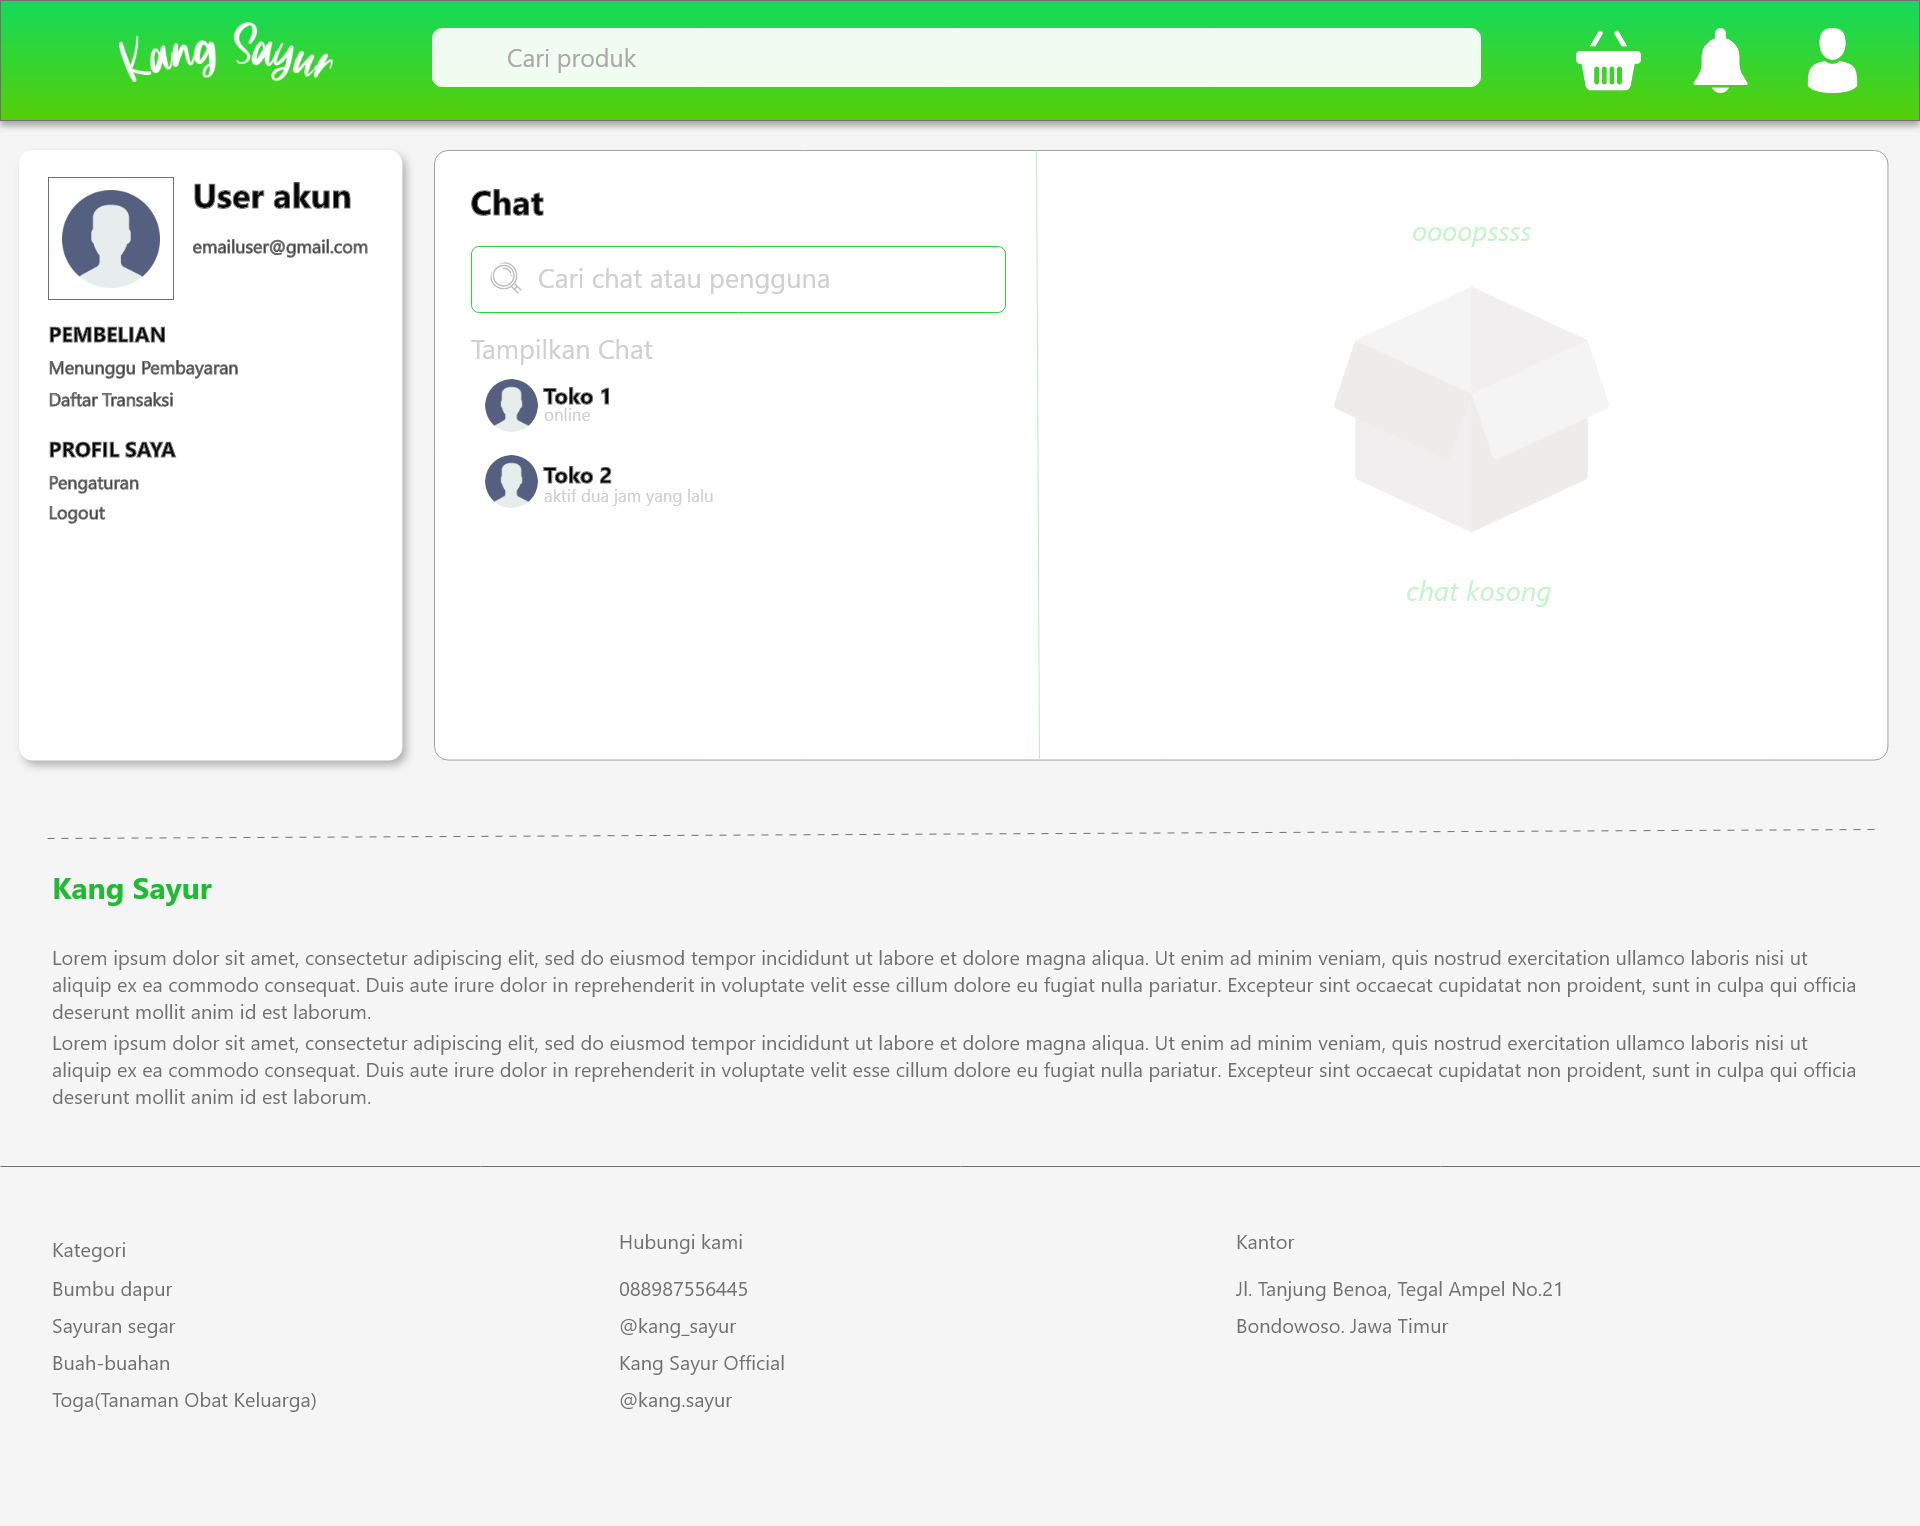 Kang Sayur
Cari produk
User akun
emailuser@gmail.com
PEMBELIAN
Menunggu Pembayaran
Daftar Transaksi
PROFIL SAYA
Pengaturan
Logout
Chat
Cari chat atau pengguna
Tampilkan Chat
Toko 1
online
Toko 2
aktif dua jam yang lalu
oooopssss
chat kosong
Kang Sayur
Lorem ipsum dolor sit amet, consectetur adipiscing elit, sed do eiusmod tempor incididunt ut labore et dolore magna aliqua. Ut enim ad minim veniam, quis nostrud exercitation ullamco laboris nisi ut
aliquip ex ea commodo consequat. Duis aute irure dolor in reprehenderit in voluptate velit esse cillum dolore eu fugiat nulla pariatur. Excepteur sint occaecat cupidatat non proident, sunt in culpa qui officia
deserunt mollit anim id est laborum.
Lorem ipsum dolor sit amet, consectetur adipiscing elit, sed do eiusmod tempor incididunt ut labore et dolore magna aliqua. Ut enim ad minim veniam, quis nostrud exercitation ullamco laboris nisi ut
aliquip ex ea commodo consequat. Duis aute irure dolor in reprehenderit in voluptate velit esse cillum dolore eu fugiat nulla pariatur. Excepteur sint occaecat cupidatat non proident, sunt in culpa qui officia
deserunt mollit anim id est laborum.
Kategori
Bumbu dapur
Sayuran segar
Buah-buahan
Toga(Tanaman Obat Keluarga)
Hubungi kami
088987556445
@kang_sayur
Kang Sayur Official
@kang.sayur
Kantor
Jl. Tanjung Benoa, Tegal Ampel No.21
Bondowoso. Jawa Timur